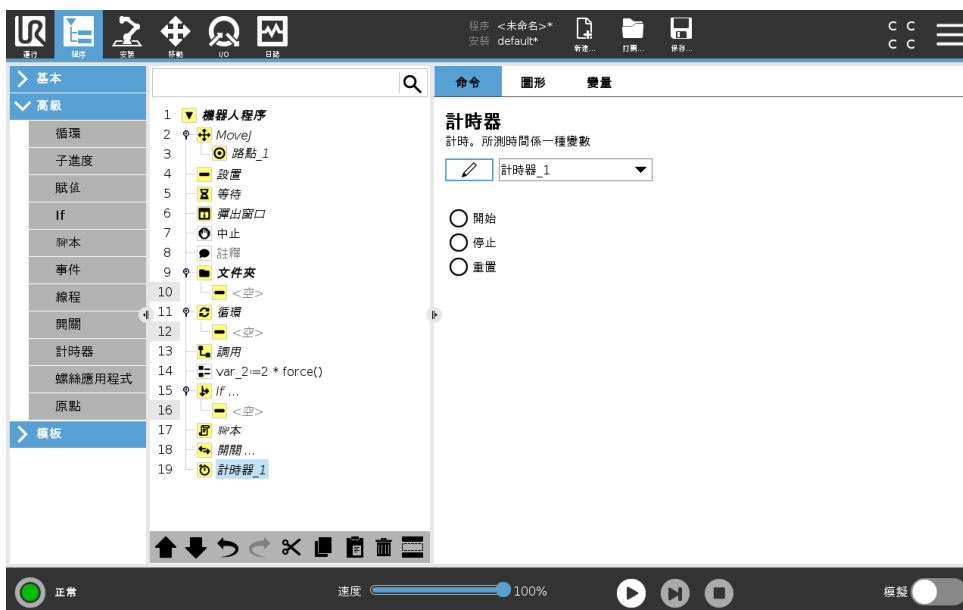 UR
運行
程序
安裝
移動
I/O
日誌
程序 <未命名>*
安裝 default*
新建...
打開...
保存...
C C
C C
基本
高級
循環
子進度
賦值
If
腳本
事件
線程
開關
計時器
螺絲應用程式
原點
模板
1 機器人程序
2 MoveJ
3 路點_1
4 設置
5 等待
6 彈出窗口
7 中止
8 註釋
9 文件夾
10 <空>
11 循環
12 <空>
13 調用
14 var_2:=2 * force()
15 If ...
16 <空>
17 腳本
18 開關 ...
19 計時器_1
命令
圖形
變量
計時器
計時。所測時間係一種變數
計時器_1
開始
停止
重置
正常
速度
100%
模擬